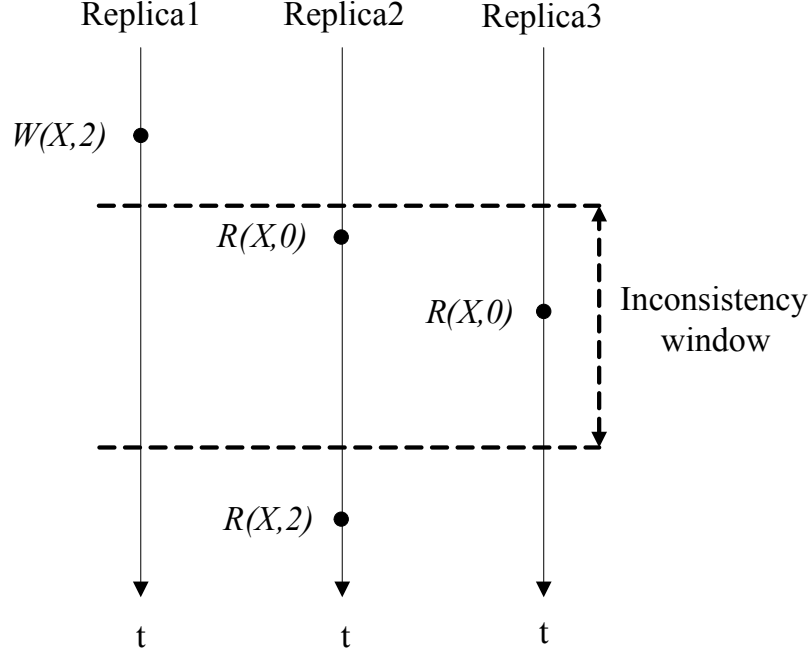 Replica1 Replica2 Replica3
W(X,2)
R(X,0)
R(X,0)
Inconsistency
window
R(X,2)
t t t